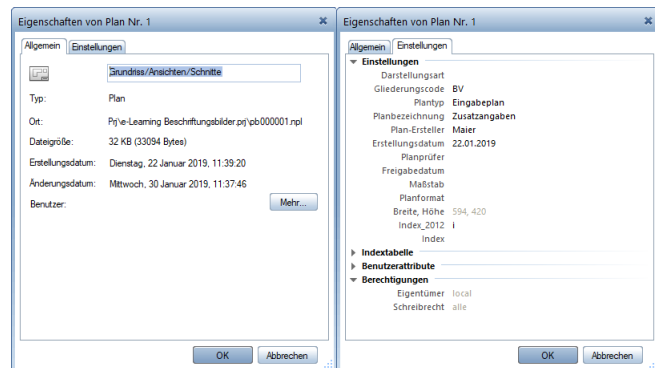 Eigenschaften von Plan Nr. 1
Allgemein Einstellungen
Grundriss/Ansichten/Schnitte
Typ: Plan
Ort: Prj\e-Learning Beschriftungsbilder.prj\pb000001.npl
Dateigröße: 32 KB (33094 Bytes)
Erstellungsdatum: Dienstag, 22 Januar 2019, 11:39:20
Änderungsdatum: Mittwoch, 30 Januar 2019, 11:37:46
Benutzer: Mehr...
OK Abbrechen
Eigenschaften von Plan Nr. 1
Allgemein Einstellungen
Einstellungen
Darstellungsart
Gliederungscode BV
Plantyp Eingabeplan
Planbezeichnung Zusatzangaben
Plan-Ersteller Maier
Erstellungsdatum 22.01.2019
Planprüfer
Freigabedatum
Maßstab
Planformat
Breite, Höhe 594, 420
Index_2012 i
Index
Indextabelle
Benutzerattribute
Berechtigungen
Eigentümer local
Schreibrecht alle
OK Abbrechen